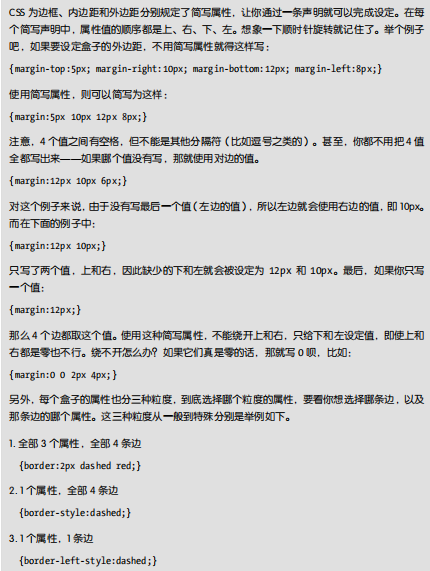 CSS 为边框、内边距和外边距分别规定了简写属性，让你通过一条声明就可以完成设定。在每
个简写声明中，属性值的顺序都是上、右、下、左。想象一下顺时针旋转就记住了。举个例子
吧，如果要设定盒子的外边距，不用简写属性就得这样写：
{margin-top:5px; margin-right:10px; margin-bottom:12px; margin-left:8px;}
使用简写属性，则可以简写为这样：
{margin:5px 10px 12px 8px;}
注意，4 个值之间有空格，但不能是其他分隔符（比如逗号之类的）。甚至，你都不用把 4 值
全都写出来——如果哪个值没有写，那就使用对边的值。
{margin:12px 10px 6px;}
对这个例子来说，由于没有写最后一个值（左边的值），所以左边就会使用右边的值，即 10px。
而在下面的例子中：
{margin:12px 10px;}
只写了两个值，上和右，因此缺少的下和左就会被设定为 12px 和 10px。最后，如果你只写
一个值：
{margin:12px;}
那么 4 个边都取这个值。使用这种简写属性，不能绕开上和右，只给下和左设定值，即使上和
右都是零也不行。绕不开怎么办？如果它们真是零的话，那就写 0 呗，比如：
{margin:0 0 2px 4px;}
另外，每个盒子的属性也分三种粒度，到底选择哪个粒度的属性，要看你想选择哪条边，以及
那条边的哪个属性。这三种粒度从一般到特殊分别是举例如下。
1. 全部 3 个属性，全部 4 条边
{border:2px dashed red;}
2. 1 个属性，全部 4 条边
{border-style:dashed;}
3. 1 个属性，1 条边
{border-left-style:dashed;}